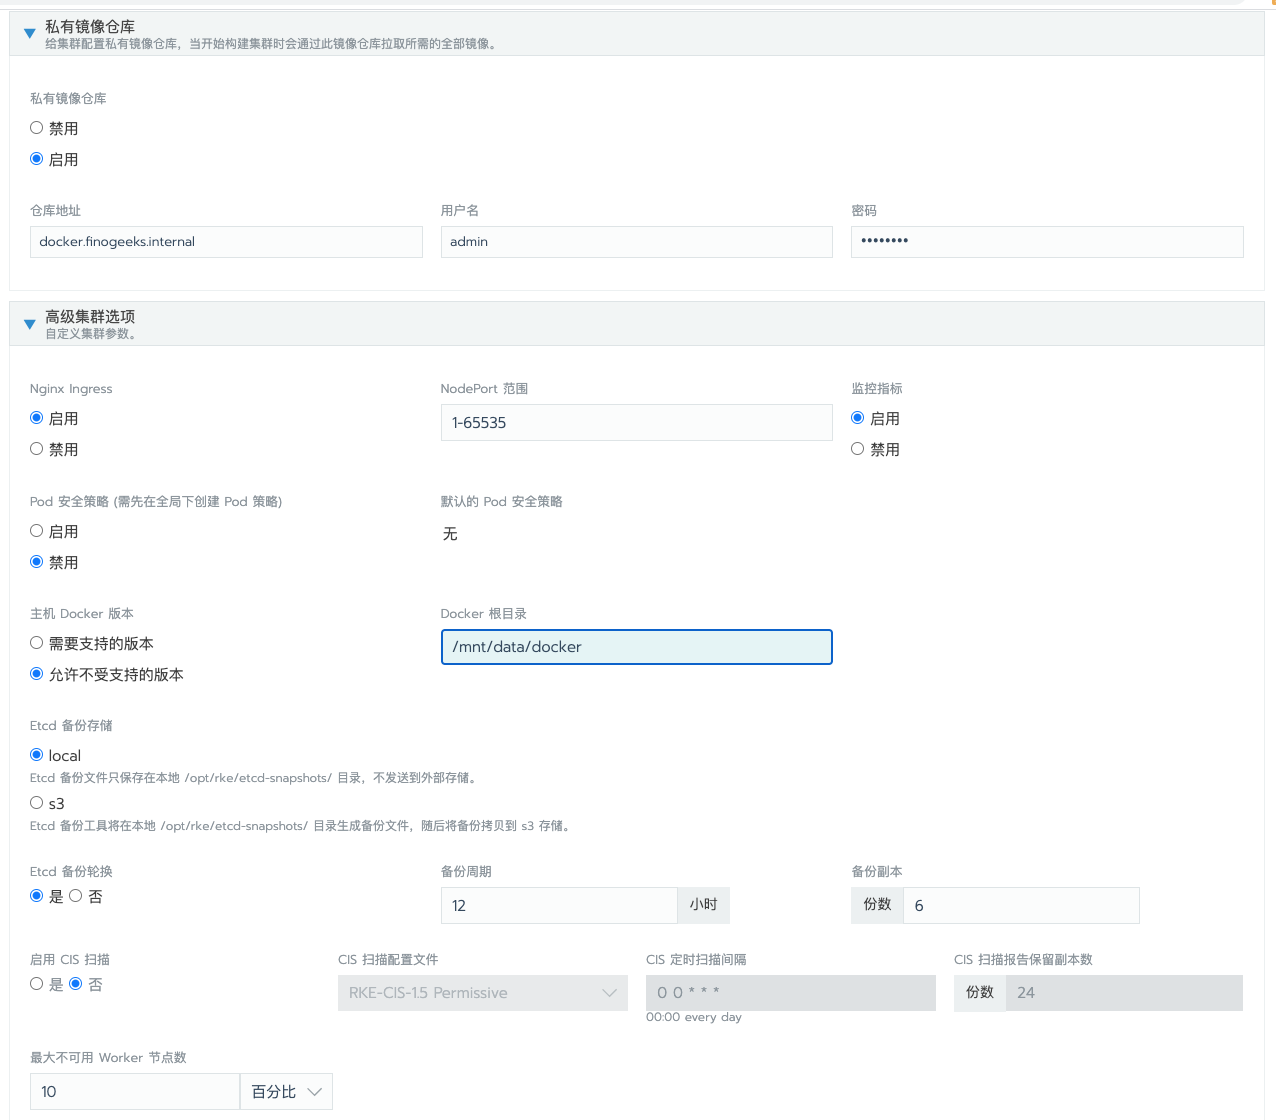 私有镜像仓库
给集群配置私有镜像仓库，当开始构建集群时会通过此镜像仓库拉取所需的全部镜像。
私有镜像仓库
禁用
启用
仓库地址 用户名 密码
docker.finogeeks.internal admin ••••••••
高级集群选项
自定义集群参数。
Nginx Ingress NodePort 范围 监控指标
启用 1-65535 启用
禁用 禁用
Pod 安全策略 (需先在全局下创建 Pod 策略) 默认的 Pod 安全策略
启用 无
禁用
主机 Docker 版本 Docker 根目录
需要支持的版本 /mnt/data/docker
允许不受支持的版本
Etcd 备份存储
local
Etcd 备份文件只保存在本地 /opt/rke/etcd-snapshots/ 目录，不发送到外部存储。
s3
Etcd 备份工具将在本地 /opt/rke/etcd-snapshots/ 目录生成备份文件，随后将备份拷贝到 s3 存储。
Etcd 备份轮换 备份周期 备份副本
是 否 12 小时 份数 6
启用 CIS 扫描 CIS 扫描配置文件 CIS 定时扫描间隔 CIS 扫描报告保留副本数
是 否 RKE-CIS-1.5 Permissive 0 0 * * * 份数 24
00:00 every day
最大不可用 Worker 节点数
10 百分比